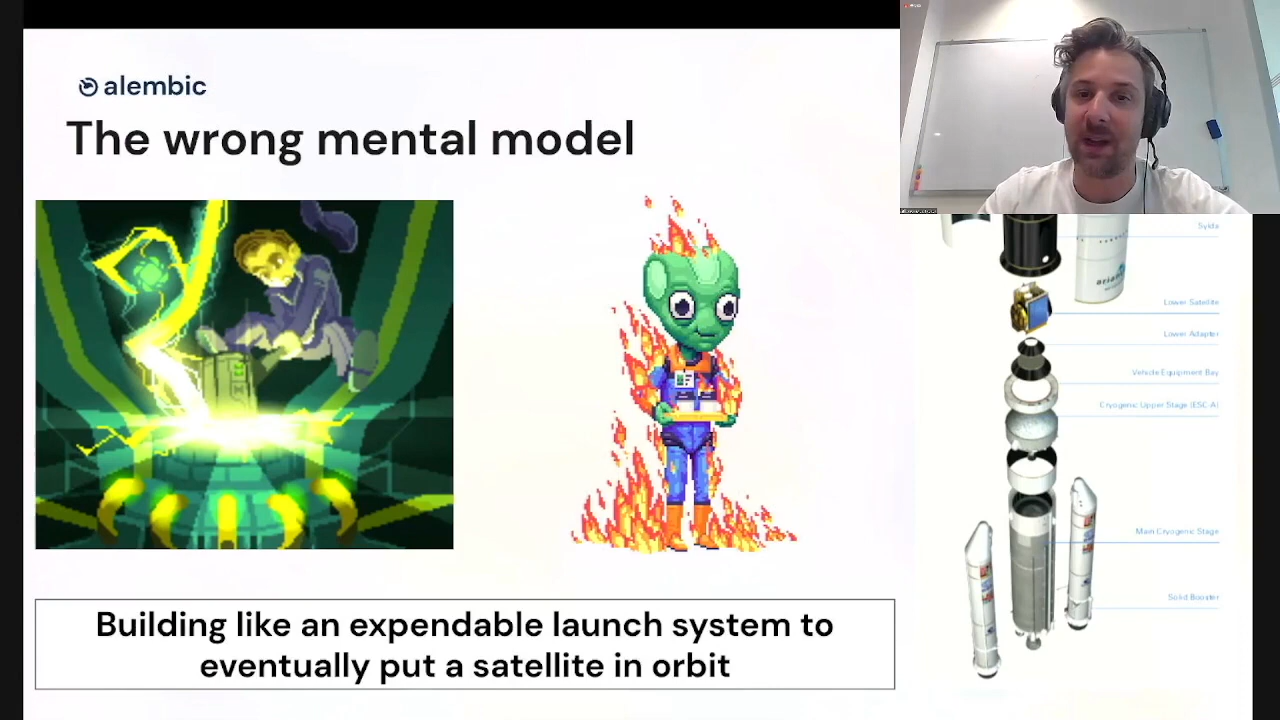 alembic
The wrong mental model
Sylda
Lower Satellite
Lower Adapter
Vehicle Equipment Bay
Cryogenic Upper Stage (ESC-A)
Main Cryogenic Stage
Solid Booster
Building like an expendable launch system to
eventually put a satellite in orbit